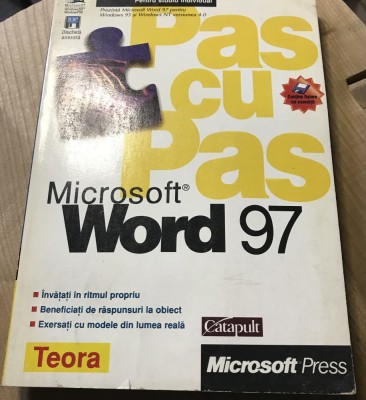 Pentru studiu individual
Prezintă Microsoft Word 97 pentru
Windows 95 și Windows NT versiunea 4.0
Dischetă
anexată
Pas
cu
Pas
Microsoft®
Word 97
Învățați în ritmul propriu
Beneficiați de răspunsuri la obiect
Exersați cu modele din lumea reală
Catapult
Teora
Microsoft Press